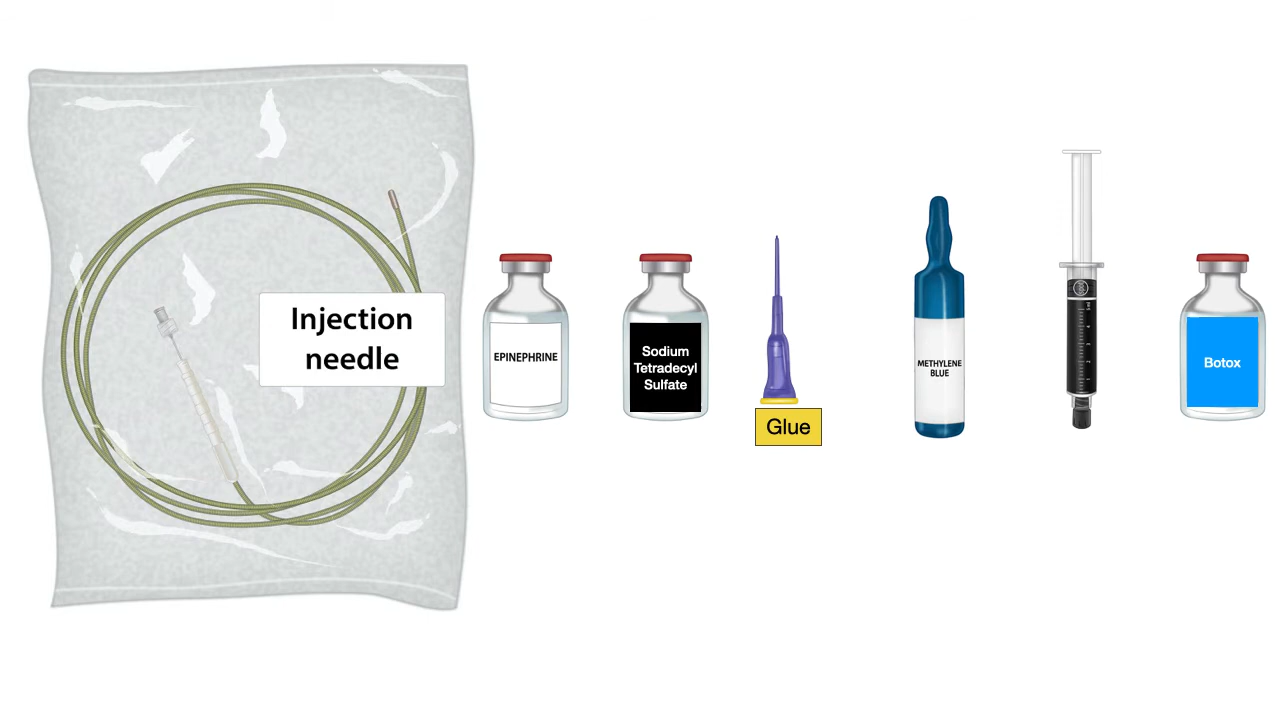 Injection
needle
EPINEPHRINE
Sodium
Tetradecyl
Sulfate
Glue
METHYLENE
BLUE
Botox